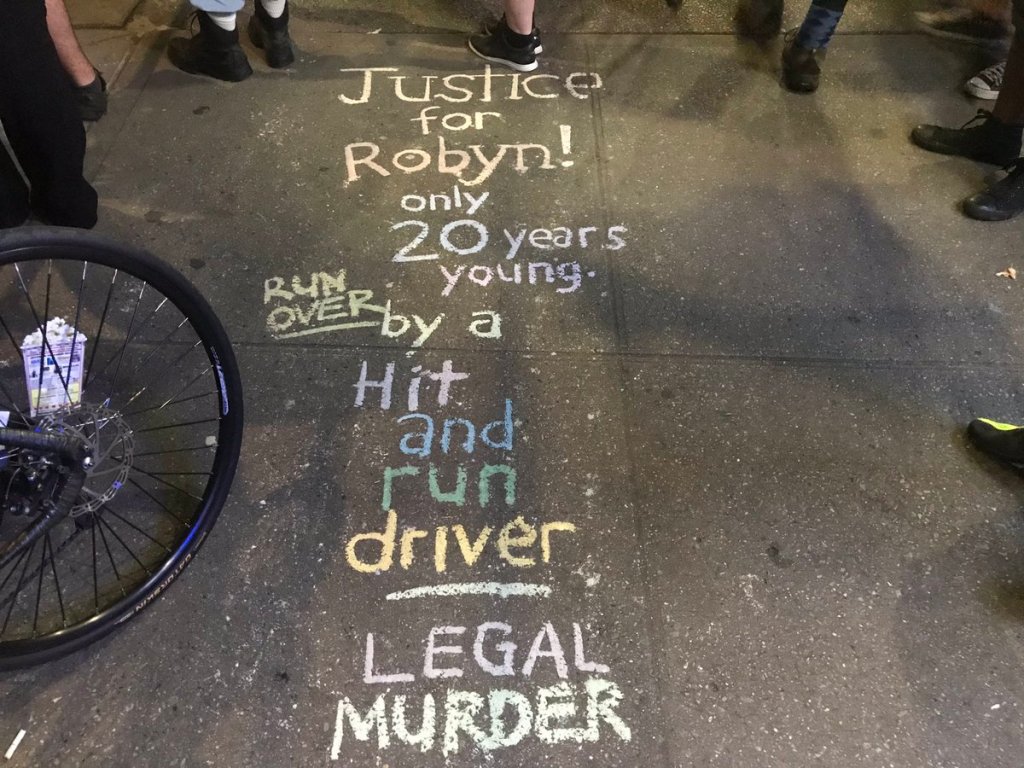 Justice
for
Robyn!
only
20 years
young.
RUN
OVER by a
Hit
and
run
driver
LEGAL
MURDER